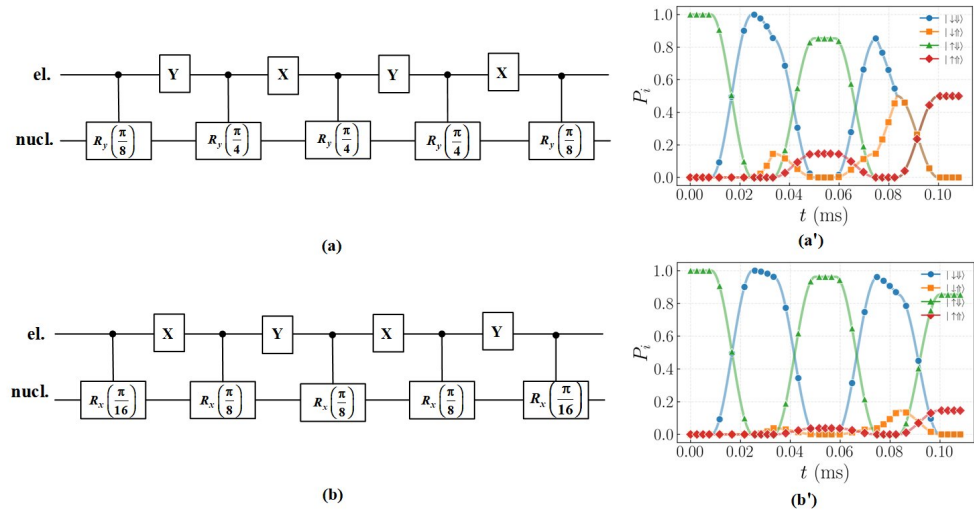 el.
Y
X
Y
X
nucl.
R_y(π/8)
R_y(π/4)
R_y(π/4)
R_y(π/4)
R_y(π/8)
(a)
1.0
0.8
0.6
0.4
0.2
0.0
P_i
0.00 0.02 0.04 0.06 0.08 0.10
t (ms)
|↓⇓⟩
|↓⇑⟩
|↑⇓⟩
|↑⇑⟩
(a')
el.
X
Y
X
Y
nucl.
R_x(π/16)
R_x(π/8)
R_x(π/8)
R_x(π/8)
R_x(π/16)
(b)
1.0
0.8
0.6
0.4
0.2
0.0
P_i
0.00 0.02 0.04 0.06 0.08 0.10
t (ms)
|↓⇓⟩
|↓⇑⟩
|↑⇓⟩
|↑⇑⟩
(b')